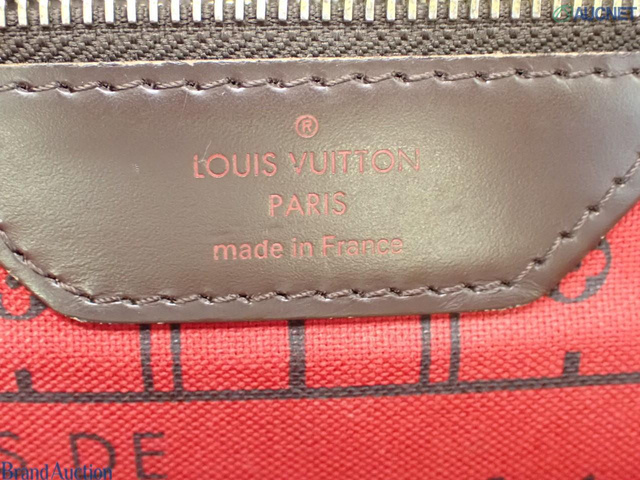 AUCNET
®
LOUIS VUITTON
PARIS
made in France
S DE
Brand Auction